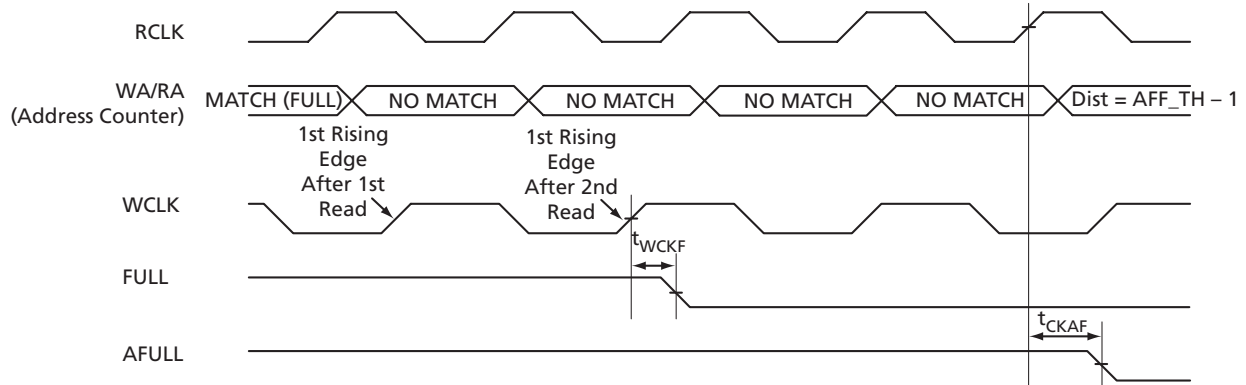 RCLK
WA/RA
(Address Counter)
MATCH (FULL)
NO MATCH
NO MATCH
NO MATCH
NO MATCH
Dist = AFF_TH – 1
1st Rising
Edge
After 1st
Read
1st Rising
Edge
After 2nd
Read
WCLK
tWCKF
FULL
tCKAF
AFULL